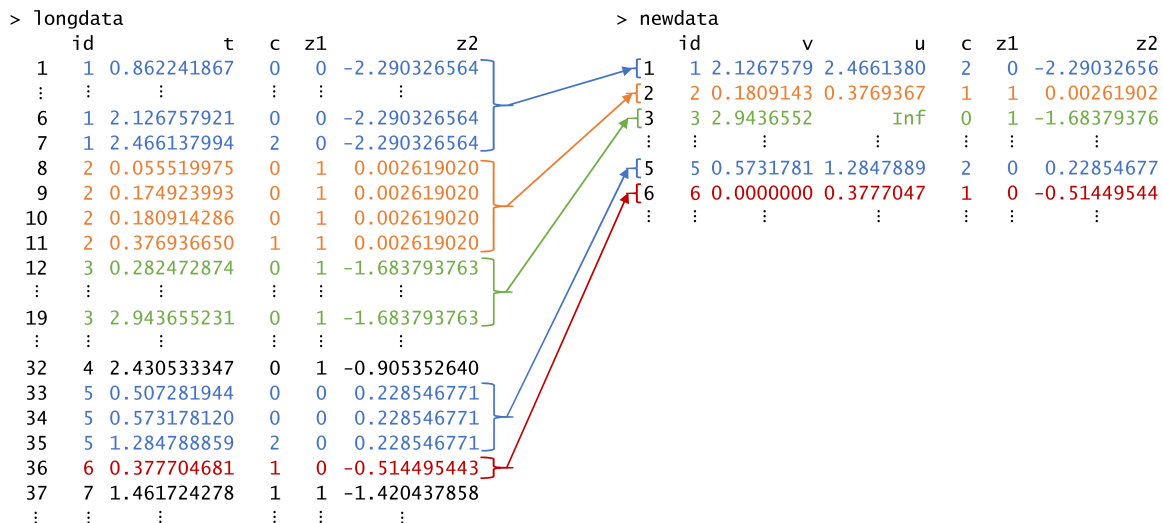 > longdata
id t c z1 z2
1 1 0.862241867 0 0 -2.290326564
⋮ ⋮ ⋮ ⋮ ⋮ ⋮
6 1 2.126757921 0 0 -2.290326564
7 1 2.466137994 2 0 -2.290326564
8 2 0.055519975 0 1 0.002619020
9 2 0.174923993 0 1 0.002619020
10 2 0.180914286 0 1 0.002619020
11 2 0.376936650 1 1 0.002619020
12 3 0.282472874 0 1 -1.683793763
⋮ ⋮ ⋮ ⋮ ⋮ ⋮
19 3 2.943655231 0 1 -1.683793763
⋮ ⋮ ⋮ ⋮ ⋮ ⋮
32 4 2.430533347 0 1 -0.905352640
33 5 0.507281944 0 0 0.228546771
34 5 0.573178120 0 0 0.228546771
35 5 1.284788859 2 0 0.228546771
36 6 0.377704681 1 0 -0.514495443
37 7 1.461724278 1 1 -1.420437858
⋮ ⋮ ⋮ ⋮ ⋮ ⋮
> newdata
id v u c z1 z2
1 1 2.1267579 2.4661380 2 0 -2.29032656
2 2 0.1809143 0.3769367 1 1 0.00261902
3 3 2.9436552 Inf 0 1 -1.68379376
⋮ ⋮ ⋮ ⋮ ⋮ ⋮ ⋮
5 5 0.5731781 1.2847889 2 0 0.22854677
6 6 0.0000000 0.3777047 1 0 -0.51449544
⋮ ⋮ ⋮ ⋮ ⋮ ⋮ ⋮